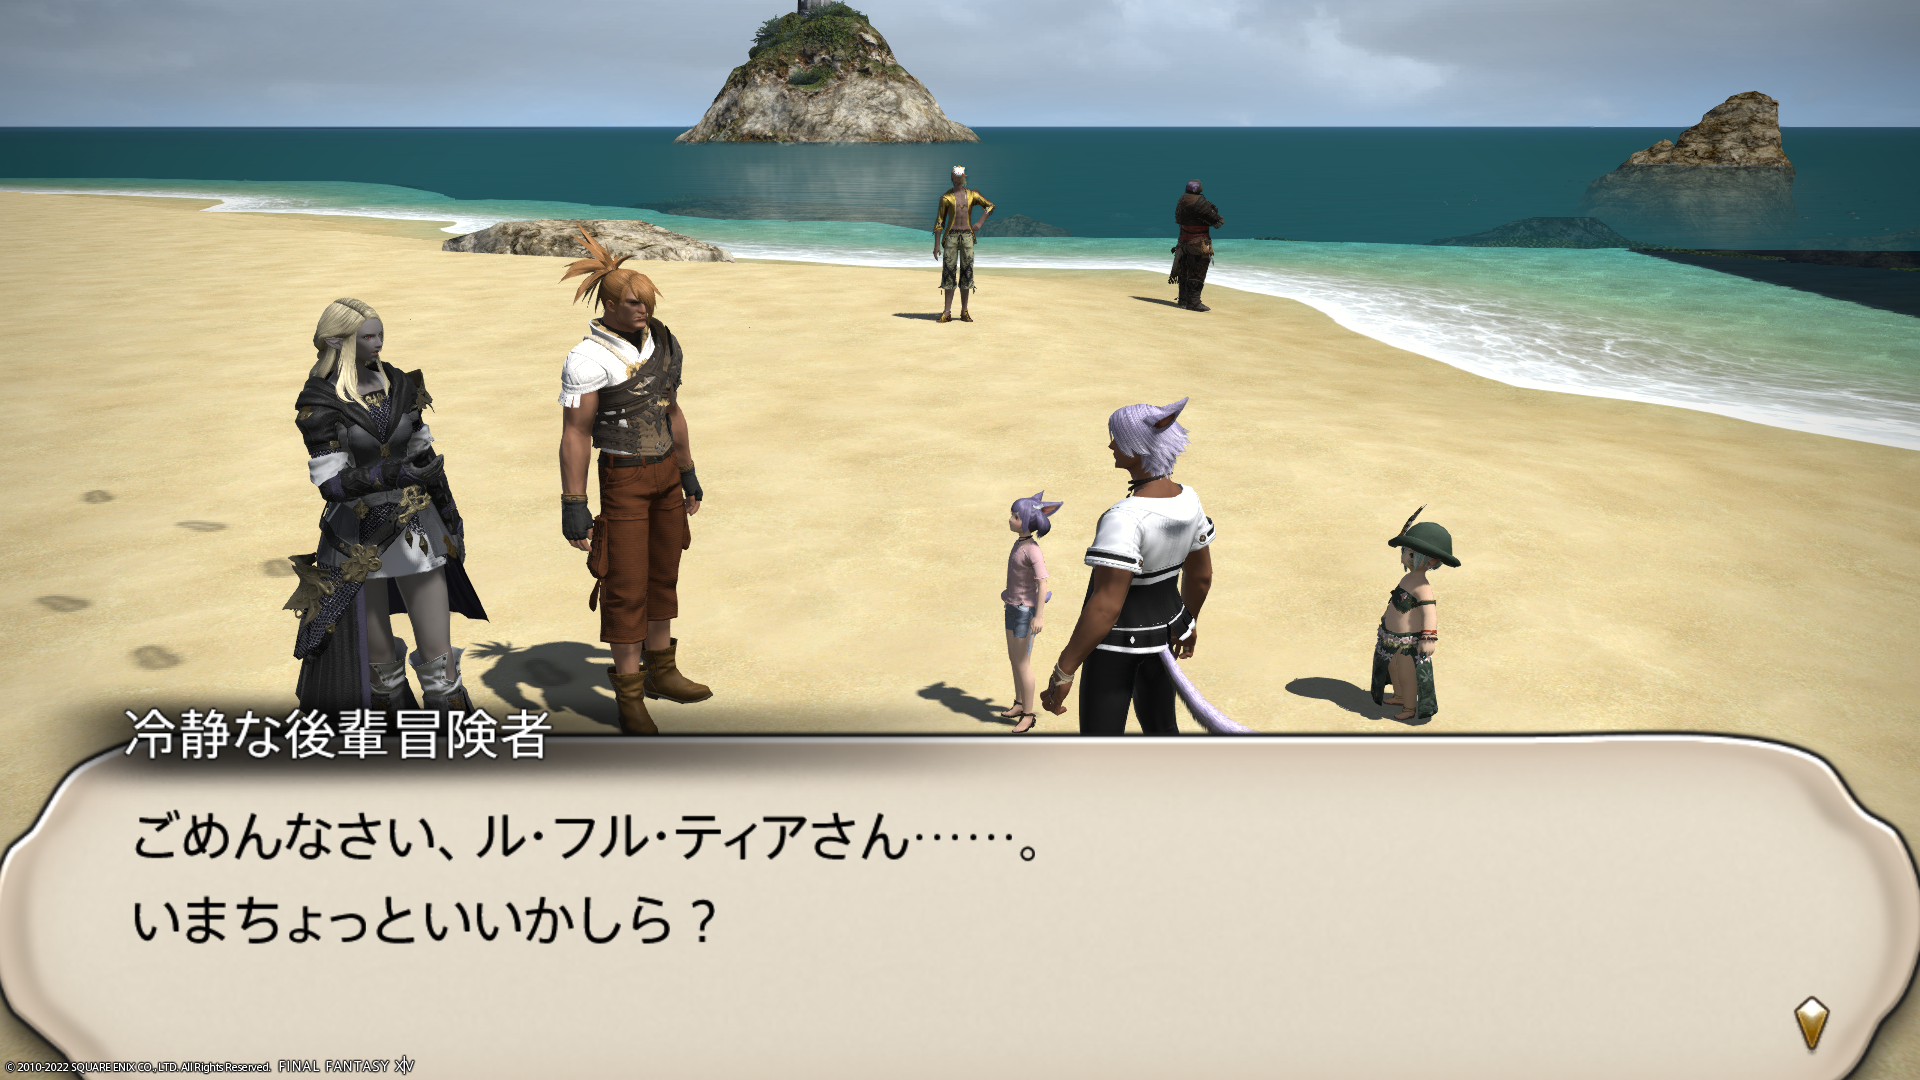 冷静な後輩冒険者
ごめんなさい、ル・フル・ティアさん……。
いまちょっといいかしら？
© 2010-2022 SQUARE ENIX CO., LTD. All Rights Reserved. FINAL FANTASY XIV